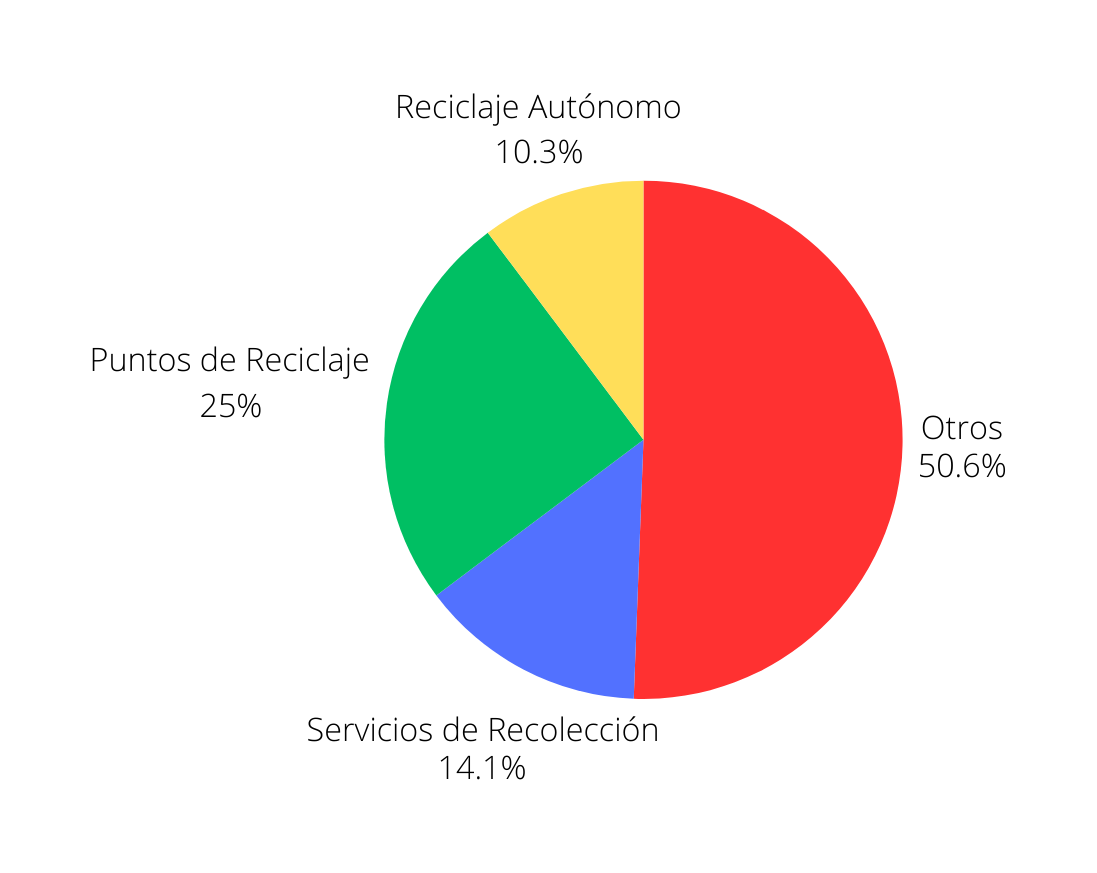 Reciclaje Autónomo
10.3%
Puntos de Reciclaje
25%
Otros
50.6%
Servicios de Recolección
14.1%